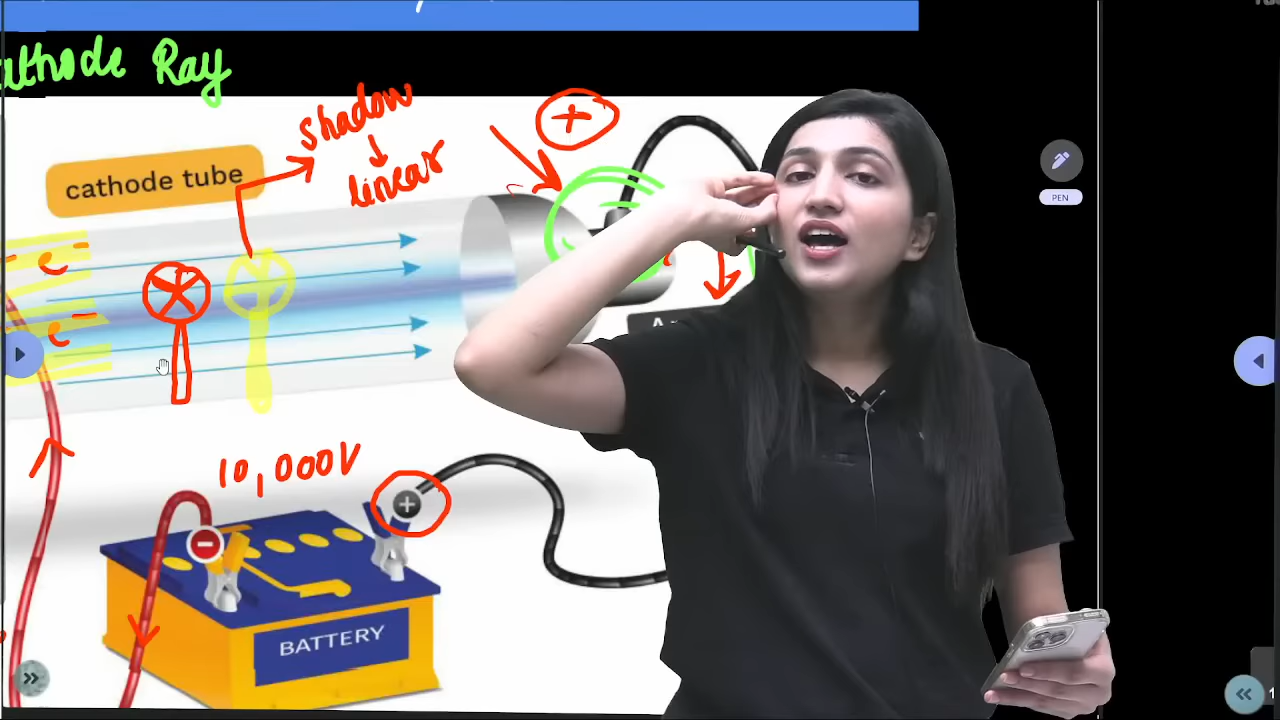 athode Ray
shadow
↓
linear
+
cathode tube
e-
e-
A
10,000V
+
-
BATTERY
PEN